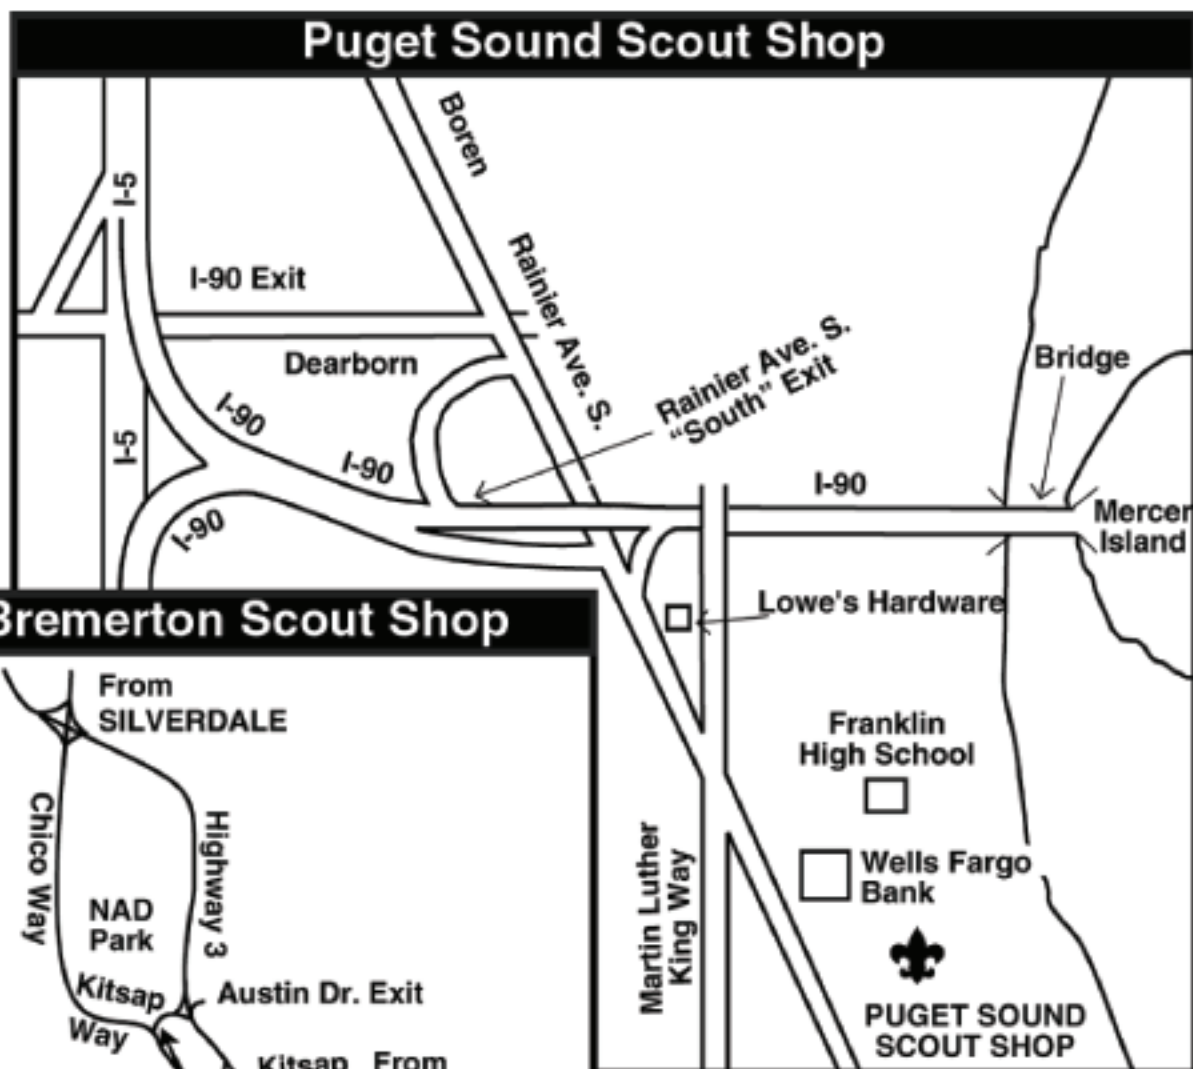 Puget Sound Scout Shop
Boren
I-5
Rainier Ave. S.
I-90 Exit
Rainier Ave. S.
"South" Exit
Bridge
Dearborn
I-90
I-5
I-90
I-90
I-90
Mercer
Island
Lowe's Hardware
Franklin
High School
Wells Fargo
Bank
Martin Luther
King Way
PUGET SOUND
SCOUT SHOP
Bremerton Scout Shop
From
SILVERDALE
Chico Way
Highway 3
NAD
Park
Kitsap
Way
Austin Dr. Exit
Kitsap From